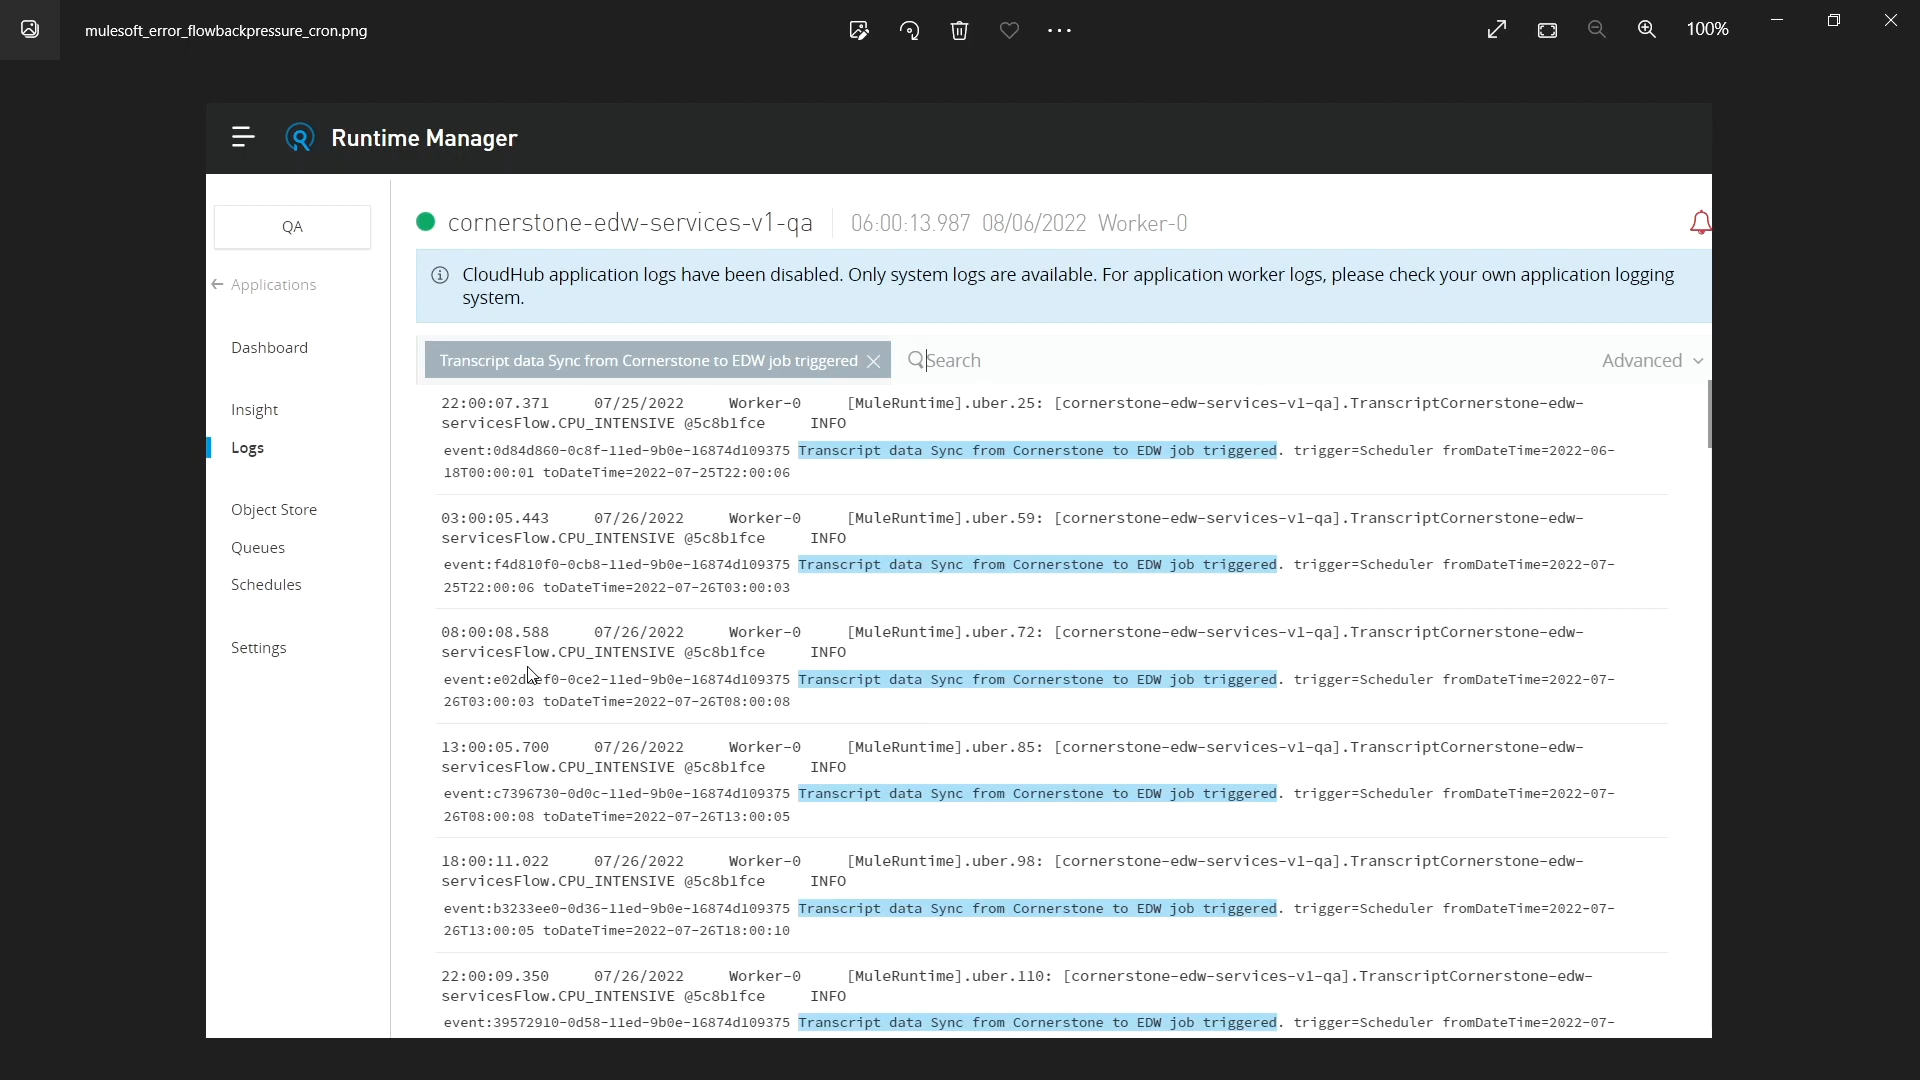 mulesoft_error_flowbackpressure_cron.png
100%
Runtime Manager
QA
cornerstone-edw-services-v1-qa 06:00:13.987 08/06/2022 Worker-0
CloudHub application logs have been disabled. Only system logs are available. For application worker logs, please check your own application logging
system.
Applications
Dashboard
Insight
Logs
Object Store
Queues
Schedules
Settings
Transcript data Sync from Cornerstone to EDW job triggered
Search
Advanced
22:00:07.371 07/25/2022 Worker-0 [MuleRuntime].uber.25: [cornerstone-edw-services-v1-qa].TranscriptCornerstone-edw-
servicesFlow.CPU_INTENSIVE @5c8b1fce INFO
event:0d84d860-0c8f-11ed-9b0e-16874d109375 Transcript data Sync from Cornerstone to EDW job triggered. trigger=Scheduler fromDateTime=2022-06-
18T00:00:01 toDateTime=2022-07-25T22:00:06
03:00:05.443 07/26/2022 Worker-0 [MuleRuntime].uber.59: [cornerstone-edw-services-v1-qa].TranscriptCornerstone-edw-
servicesFlow.CPU_INTENSIVE @5c8b1fce INFO
event:f4d810f0-0cb8-11ed-9b0e-16874d109375 Transcript data Sync from Cornerstone to EDW job triggered. trigger=Scheduler fromDateTime=2022-07-
25T22:00:06 toDateTime=2022-07-26T03:00:03
08:00:08.588 07/26/2022 Worker-0 [MuleRuntime].uber.72: [cornerstone-edw-services-v1-qa].TranscriptCornerstone-edw-
servicesFlow.CPU_INTENSIVE @5c8b1fce INFO
Transcript data Sync from Cornerstone to EDW job triggered. trigger=Scheduler fromDateTime=2022-07-
26T03:00:03 toDateTime=2022-07-26T08:00:08
13:00:05.700 07/26/2022 Worker-0 [MuleRuntime].uber.85: [cornerstone-edw-services-v1-qa].TranscriptCornerstone-edw-
servicesFlow.CPU_INTENSIVE @5c8b1fce INFO
event:c7396730-0d0c-11ed-9b0e-16874d109375 Transcript data Sync from Cornerstone to EDW job triggered. trigger=Scheduler fromDateTime=2022-07-
26T08:00:08 toDateTime=2022-07-26T13:00:05
18:00:11.022 07/26/2022 Worker-0 [MuleRuntime].uber.98: [cornerstone-edw-services-v1-qa].TranscriptCornerstone-edw-
servicesFlow.CPU_INTENSIVE @5c8b1fce INFO
event:b3233ee0-0d36-11ed-9b0e-16874d109375 Transcript data Sync from Cornerstone to EDW job triggered. trigger=Scheduler fromDateTime=2022-07-
26T13:00:05 toDateTime=2022-07-26T18:00:10
22:00:09.350 07/26/2022 Worker-0 [MuleRuntime].uber.110: [cornerstone-edw-services-v1-qa].TranscriptCornerstone-edw-
servicesFlow.CPU_INTENSIVE @5c8b1fce INFO
event:39572910-0d58-11ed-9b0e-16874d109375 Transcript data Sync from Cornerstone to EDW job triggered. trigger=Scheduler fromDateTime=2022-07-